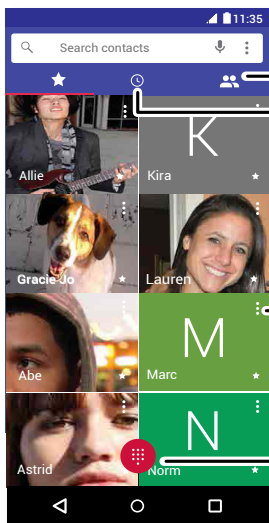 11:35
Search contacts
K
Allie
Kira
Gracie Jo
Lauren
M
Abe
Marc
N
Astrid
Norm